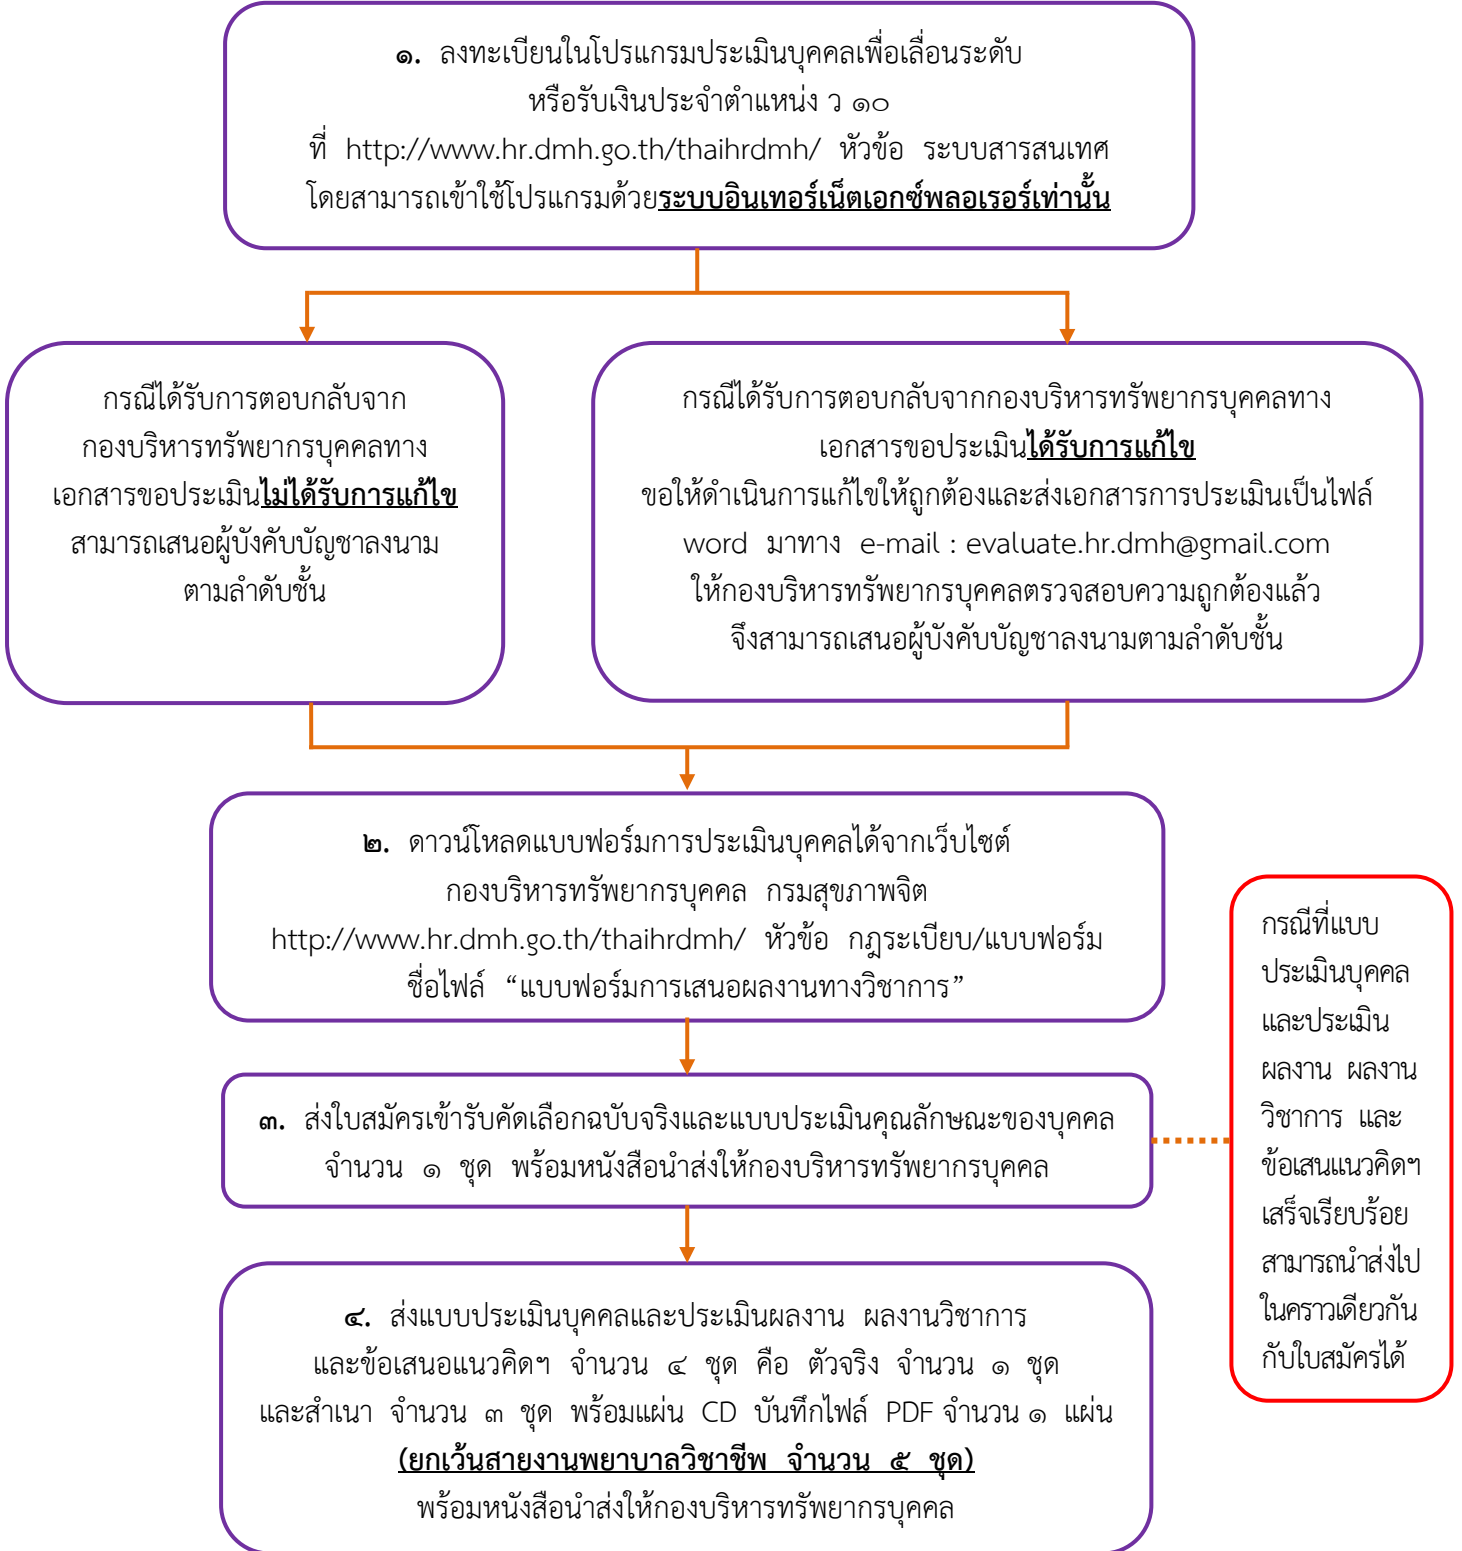 ๑. ลงทะเบียนในโปรแกรมประเมินบุคคลเพื่อเลื่อนระดับ
หรือรับเงินประจำตำแหน่ง ว ๑๐
ที่ http://www.hr.dmh.go.th/thaihrdmh/ หัวข้อ ระบบสารสนเทศ
โดยสามารถเข้าใช้โปรแกรมด้วยระบบอินเทอร์เน็ตเอกซ์พลอเรอร์เท่านั้น
กรณีได้รับการตอบกลับจาก
กองบริหารทรัพยากรบุคคลทาง
เอกสารขอประเมินไม่ได้รับการแก้ไข
สามารถเสนอผู้บังคับบัญชาลงนาม
ตามลำดับชั้น
กรณีได้รับการตอบกลับจากกองบริหารทรัพยากรบุคคลทาง
เอกสารขอประเมินได้รับการแก้ไข
ขอให้ดำเนินการแก้ไขให้ถูกต้องและส่งเอกสารการประเมินเป็นไฟล์
word มาทาง e-mail : evaluate.hr.dmh@gmail.com
ให้กองบริหารทรัพยากรบุคคลตรวจสอบความถูกต้องแล้ว
จึงสามารถเสนอผู้บังคับบัญชาลงนามตามลำดับชั้น
๒. ดาวน์โหลดแบบฟอร์มการประเมินบุคคลได้จากเว็บไซต์
กองบริหารทรัพยากรบุคคล กรมสุขภาพจิต
http://www.hr.dmh.go.th/thaihrdmh/ หัวข้อ กฎระเบียบ/แบบฟอร์ม
ชื่อไฟล์ “แบบฟอร์มการเสนอผลงานทางวิชาการ”
๓. ส่งใบสมัครเข้ารับคัดเลือกฉบับจริงและแบบประเมินคุณลักษณะของบุคคล
จำนวน ๑ ชุด พร้อมหนังสือนำส่งให้กองบริหารทรัพยากรบุคคล
กรณีที่แบบ
ประเมินบุคคล
และประเมิน
ผลงาน ผลงาน
วิชาการ และ
ข้อเสนแนวคิดฯ
เสร็จเรียบร้อย
สามารถนำส่งไป
ในคราวเดียวกัน
กับใบสมัครได้
๔. ส่งแบบประเมินบุคคลและประเมินผลงาน ผลงานวิชาการ
และข้อเสนอแนวคิดฯ จำนวน ๔ ชุด คือ ตัวจริง จำนวน ๑ ชุด
และสำเนา จำนวน ๓ ชุด พร้อมแผ่น CD บันทึกไฟล์ PDF จำนวน ๑ แผ่น
(ยกเว้นสายงานพยาบาลวิชาชีพ จำนวน ๕ ชุด)
พร้อมหนังสือนำส่งให้กองบริหารทรัพยากรบุคคล